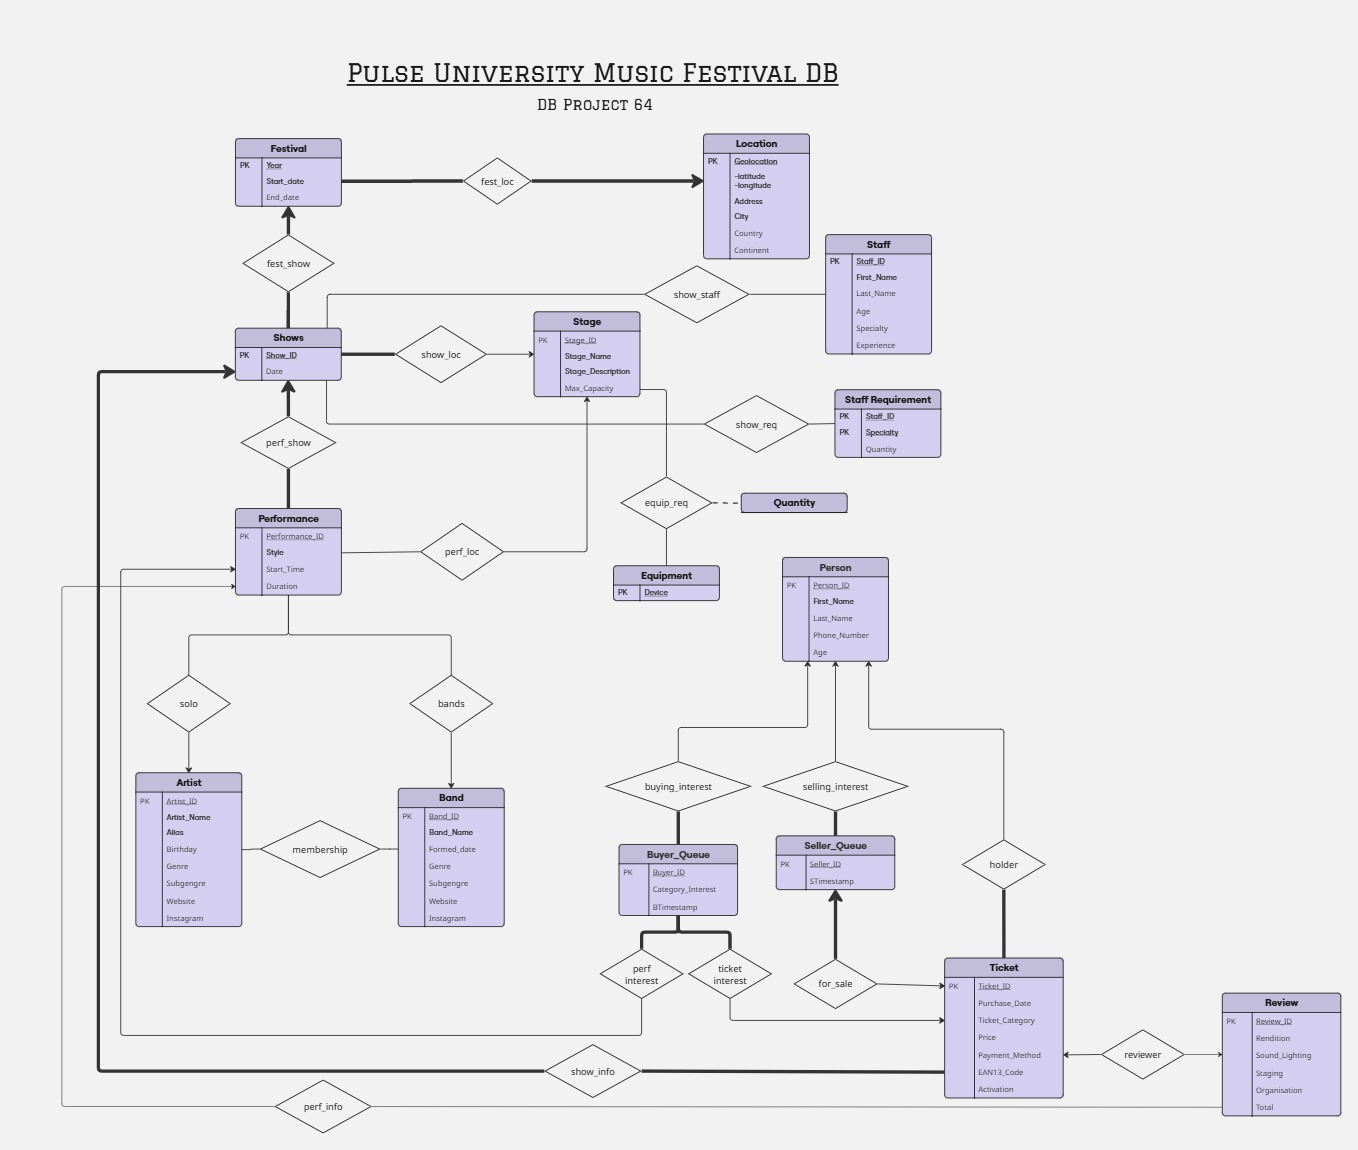 Pulse University Music Festival DB
DB Project 64
Festival
PK Year
Start_date
End_date
fest_loc
Location
PK Geolocation
-latitude
-longitude
Address
City
Country
Continent
fest_show
Staff
PK Staff_ID
First_Name
Last_Name
Age
Specialty
Experience
show_staff
Shows
PK Show_ID
Date
show_loc
Stage
PK Stage_ID
Stage_Name
Stage_Description
Max_Capacity
Staff Requirement
PK Staff_ID
PK Specialty
Quantity
show_req
perf_show
equip_req
Quantity
Performance
PK Performance_ID
Style
Start_Time
Duration
perf_loc
Equipment
PK Device
Person
PK Person_ID
First_Name
Last_Name
Phone_Number
Age
solo
bands
Artist
PK Artist_ID
Artist_Name
Alias
Birthday
Genre
Subgengre
Website
Instagram
membership
Band
PK Band_ID
Band_Name
Formed_date
Genre
Subgengre
Website
Instagram
buying_interest
selling_interest
holder
Buyer_Queue
PK Buyer_ID
Category_Interest
BTimestamp
Seller_Queue
PK Seller_ID
STimestamp
perf
interest
ticket
interest
for_sale
Ticket
PK Ticket_ID
Purchase_Date
Ticket_Category
Price
Payment_Method
EAN13_Code
Activation
reviewer
Review
PK Review_ID
Rendition
Sound_Lighting
Staging
Organisation
Total
show_info
perf_info